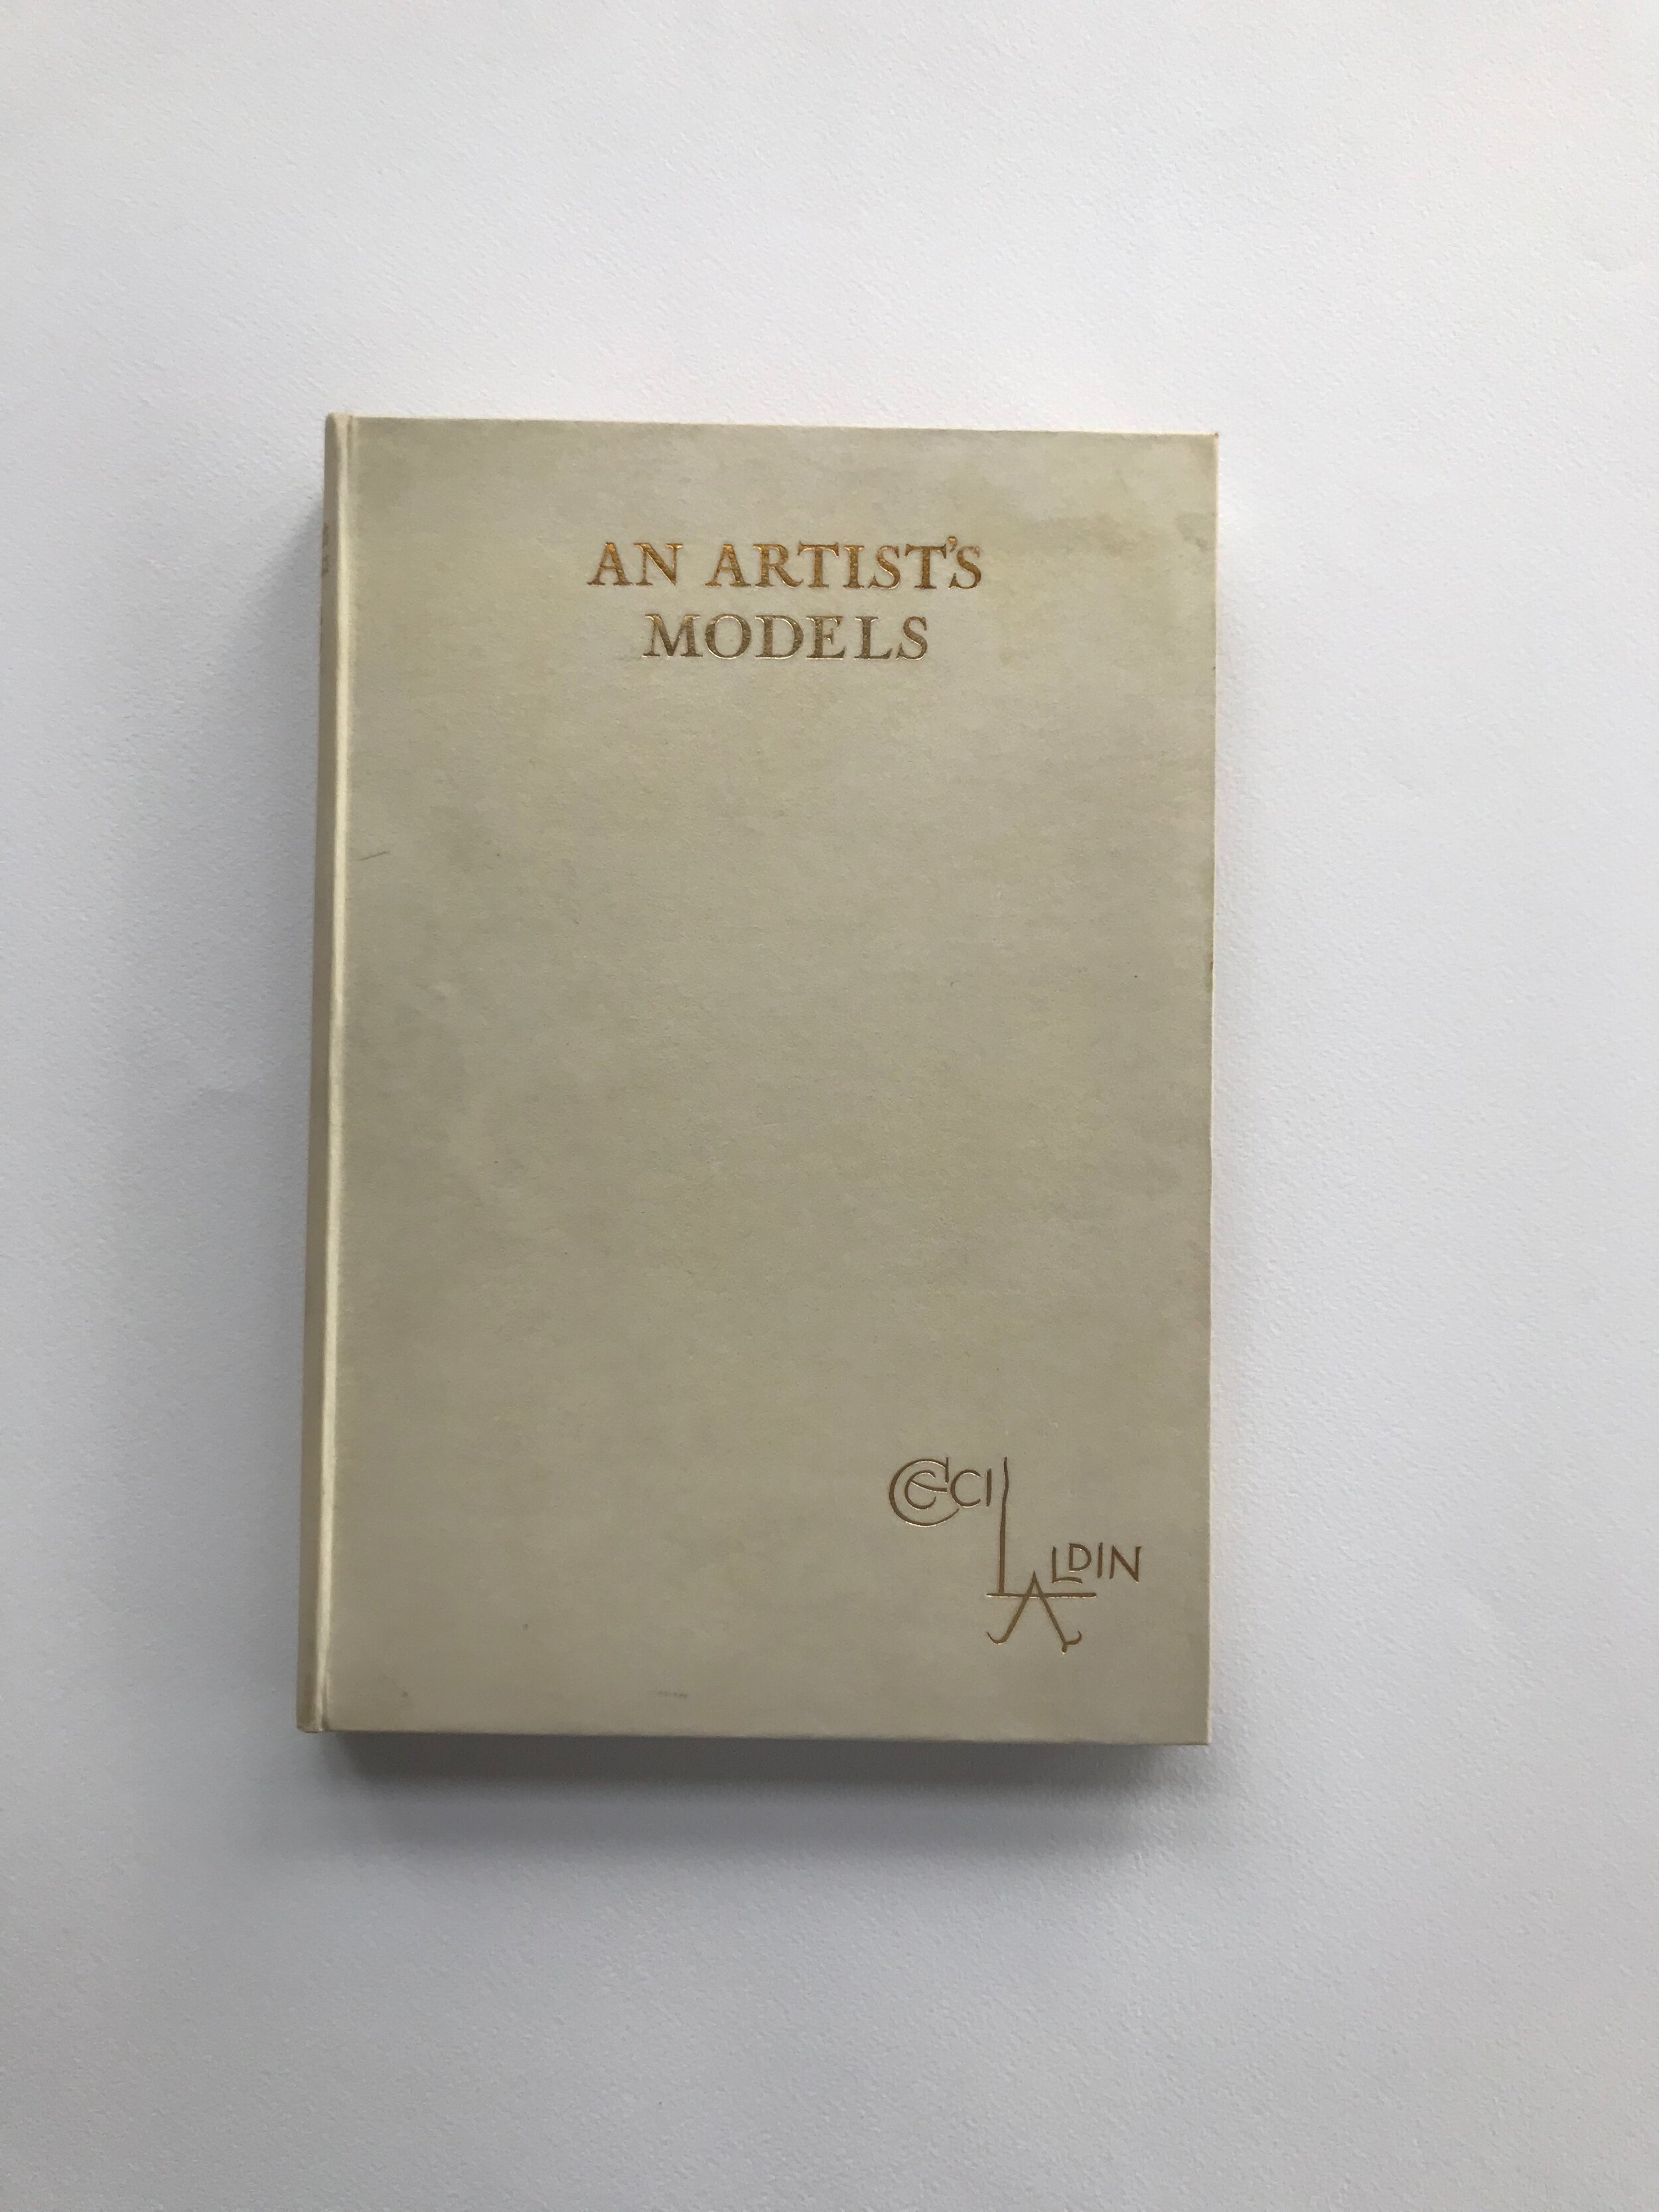 AN ARTIST'S
MODELS
CECIL
ALDIN